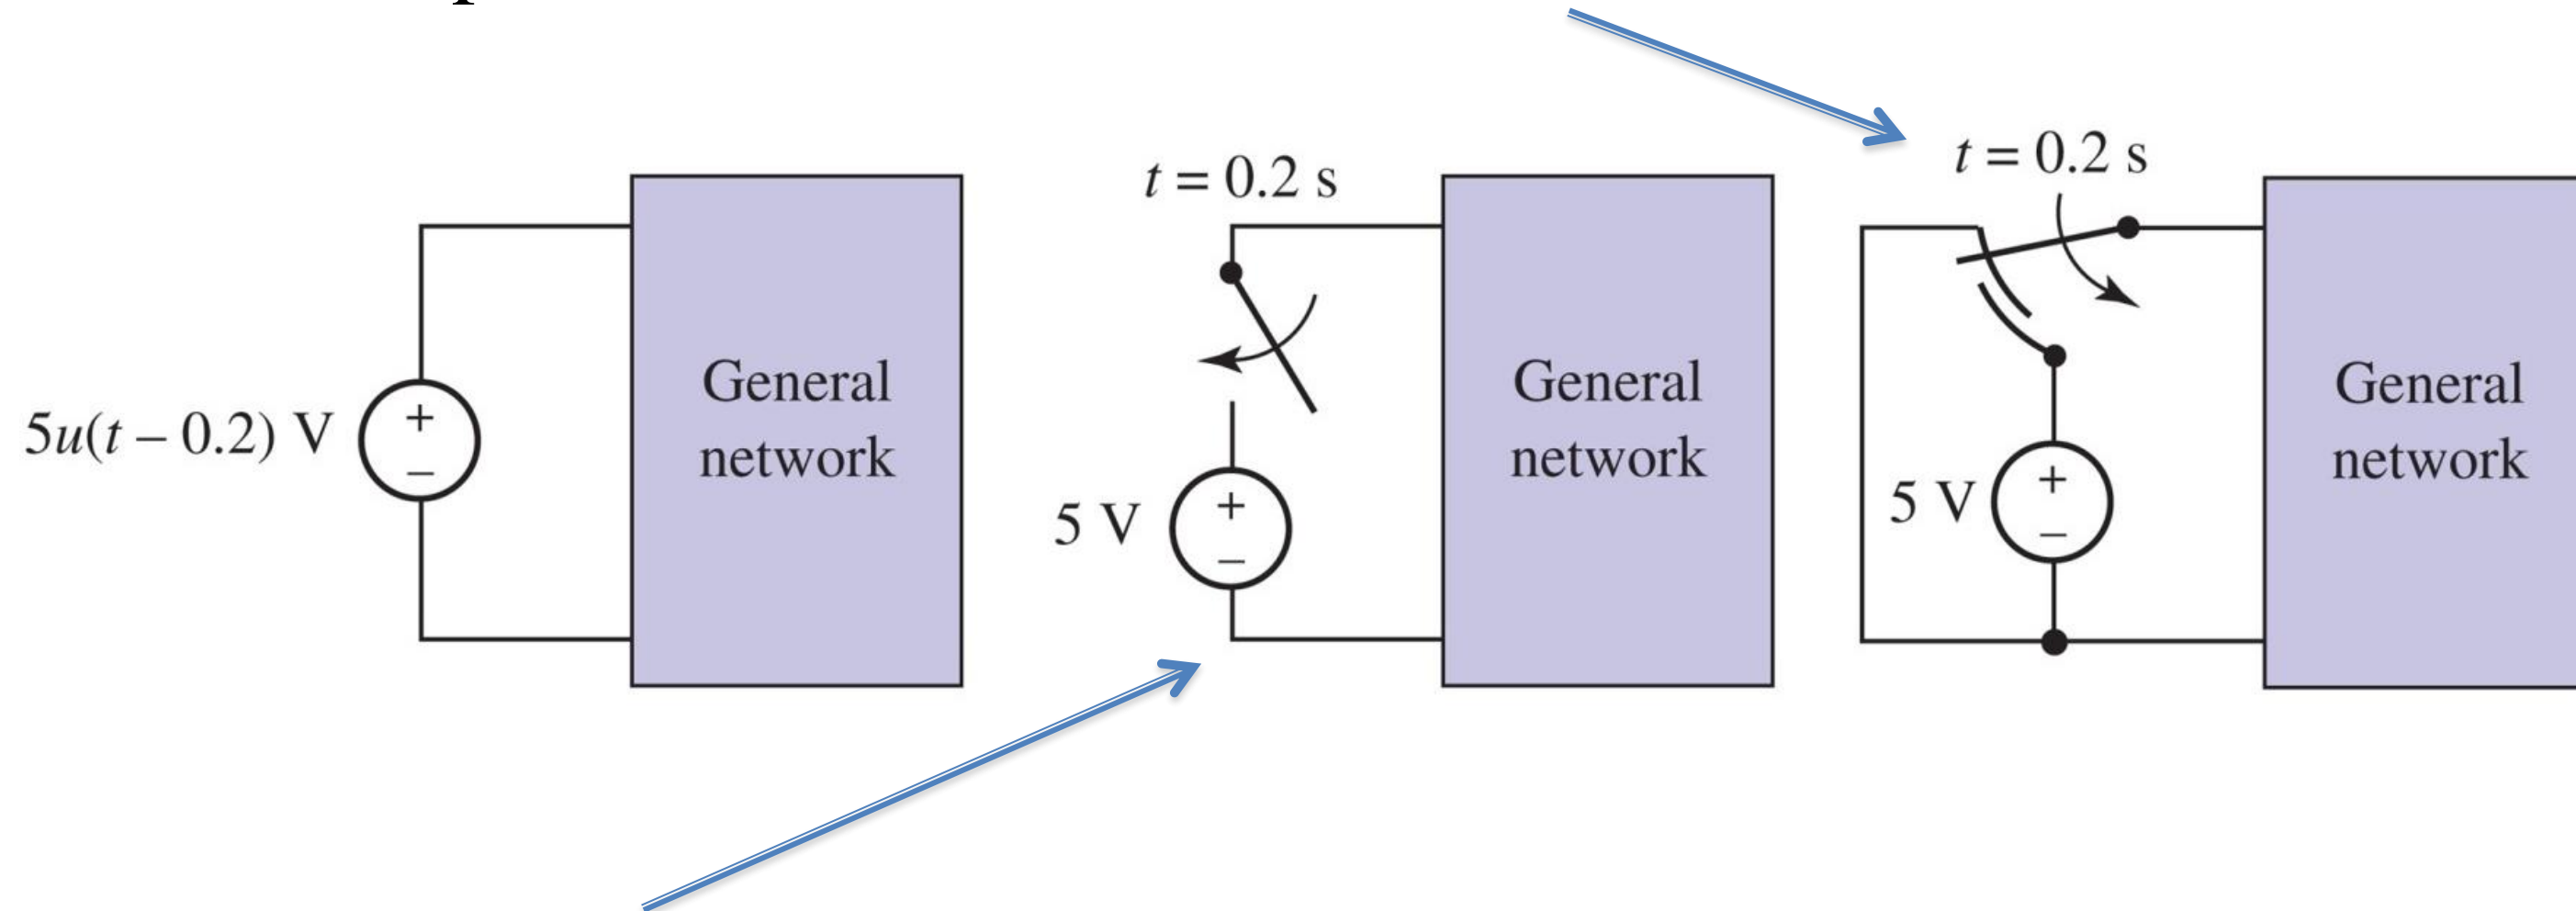 5u(t – 0.2) V
+
–
General
network
t = 0.2 s
5 V
+
–
General
network
t = 0.2 s
5 V
+
–
General
network